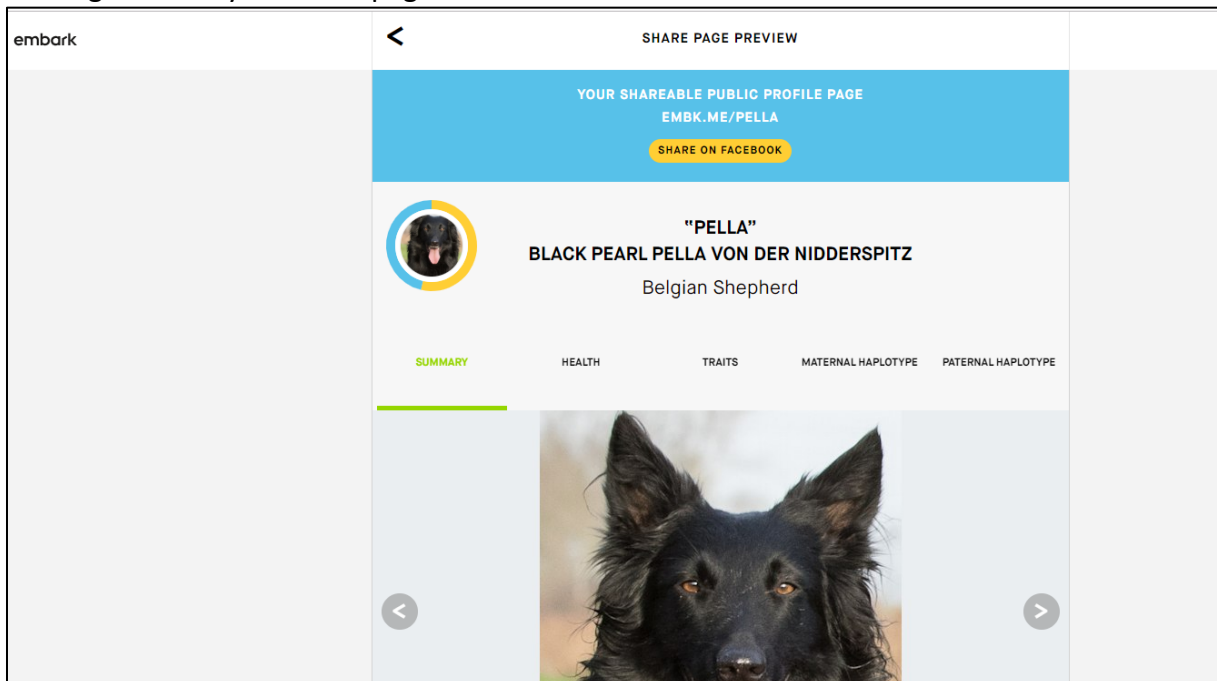 embark
< SHARE PAGE PREVIEW
YOUR SHAREABLE PUBLIC PROFILE PAGE
EMBK.ME/PELLA
SHARE ON FACEBOOK
"PELLA"
BLACK PEARL PELLA VON DER NIDDERSPITZ
Belgian Shepherd
SUMMARY HEALTH TRAITS MATERNAL HAPLOTYPE PATERNAL HAPLOTYPE